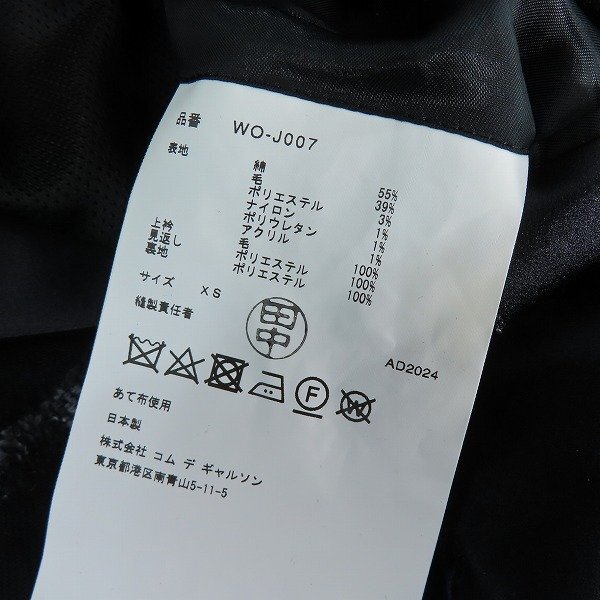 品番 WO-J007
表地 綿 55%
毛 39%
ポリエステル 3%
ナイロン 1%
ポリウレタン 1%
アクリル 1%
上衿 毛 100%
見返し ポリエステル 100%
裏地 ポリエステル 100%
サイズ XS
縫製責任者 田中
AD2024
F W
あて布使用
日本製
株式会社 コム デ ギャルソン
東京都港区南青山5-11-5